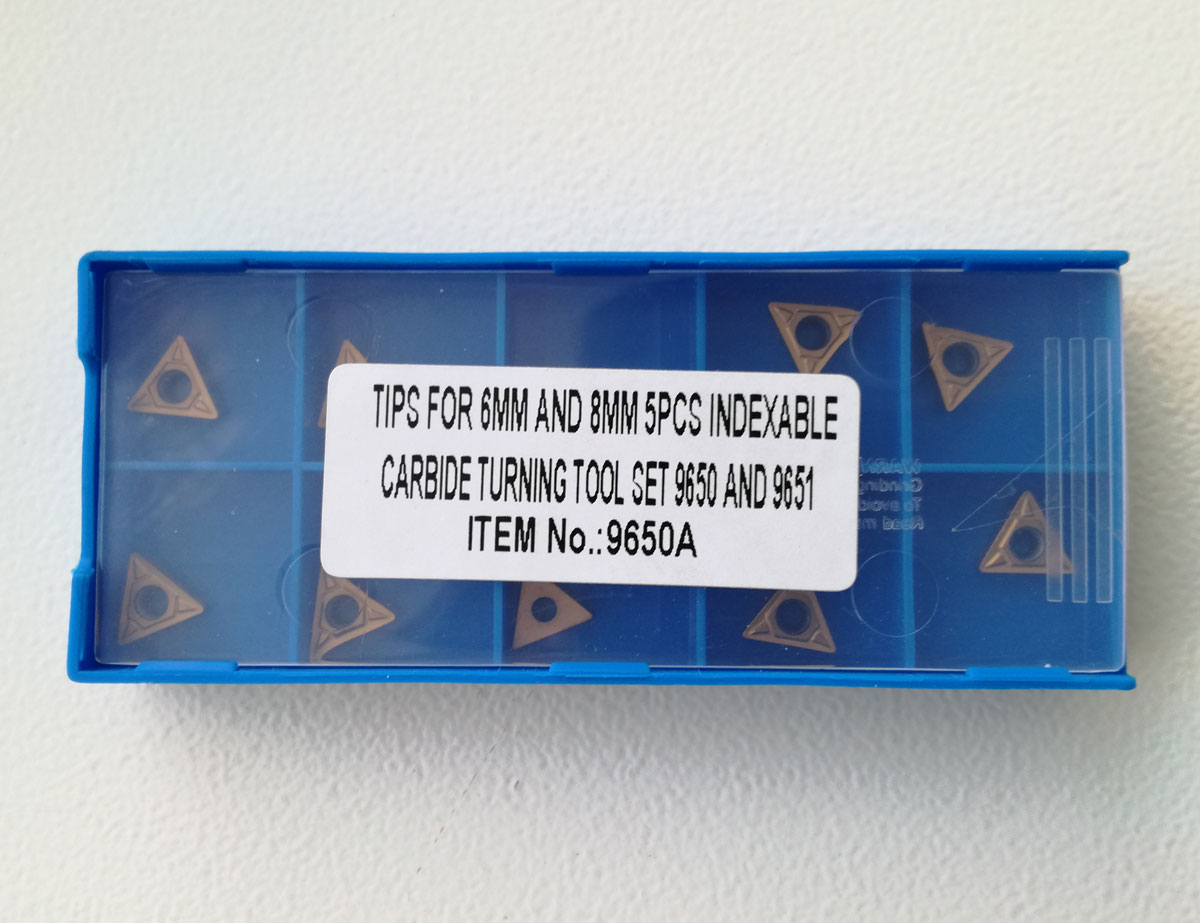 TIPS FOR 6MM AND 8MM 5PCS INDEXABLE
CARBIDE TURNING TOOL SET 9650 AND 9651
ITEM No.:9650A